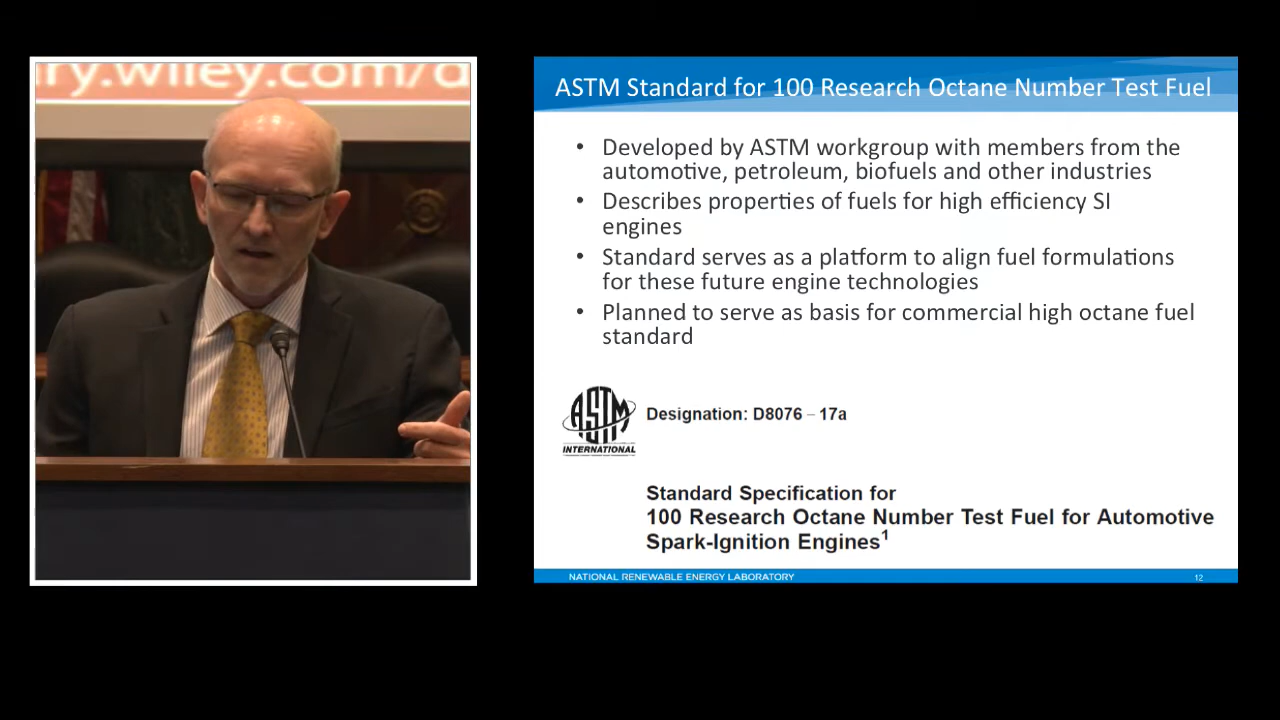 ry.wiley.com/d
ASTM Standard for 100 Research Octane Number Test Fuel
• Developed by ASTM workgroup with members from the
automotive, petroleum, biofuels and other industries
• Describes properties of fuels for high efficiency SI
engines
• Standard serves as a platform to align fuel formulations
for these future engine technologies
• Planned to serve as basis for commercial high octane fuel
standard
ASTM
INTERNATIONAL
Designation: D8076 – 17a
Standard Specification for
100 Research Octane Number Test Fuel for Automotive
Spark-Ignition Engines¹
NATIONAL RENEWABLE ENERGY LABORATORY
12